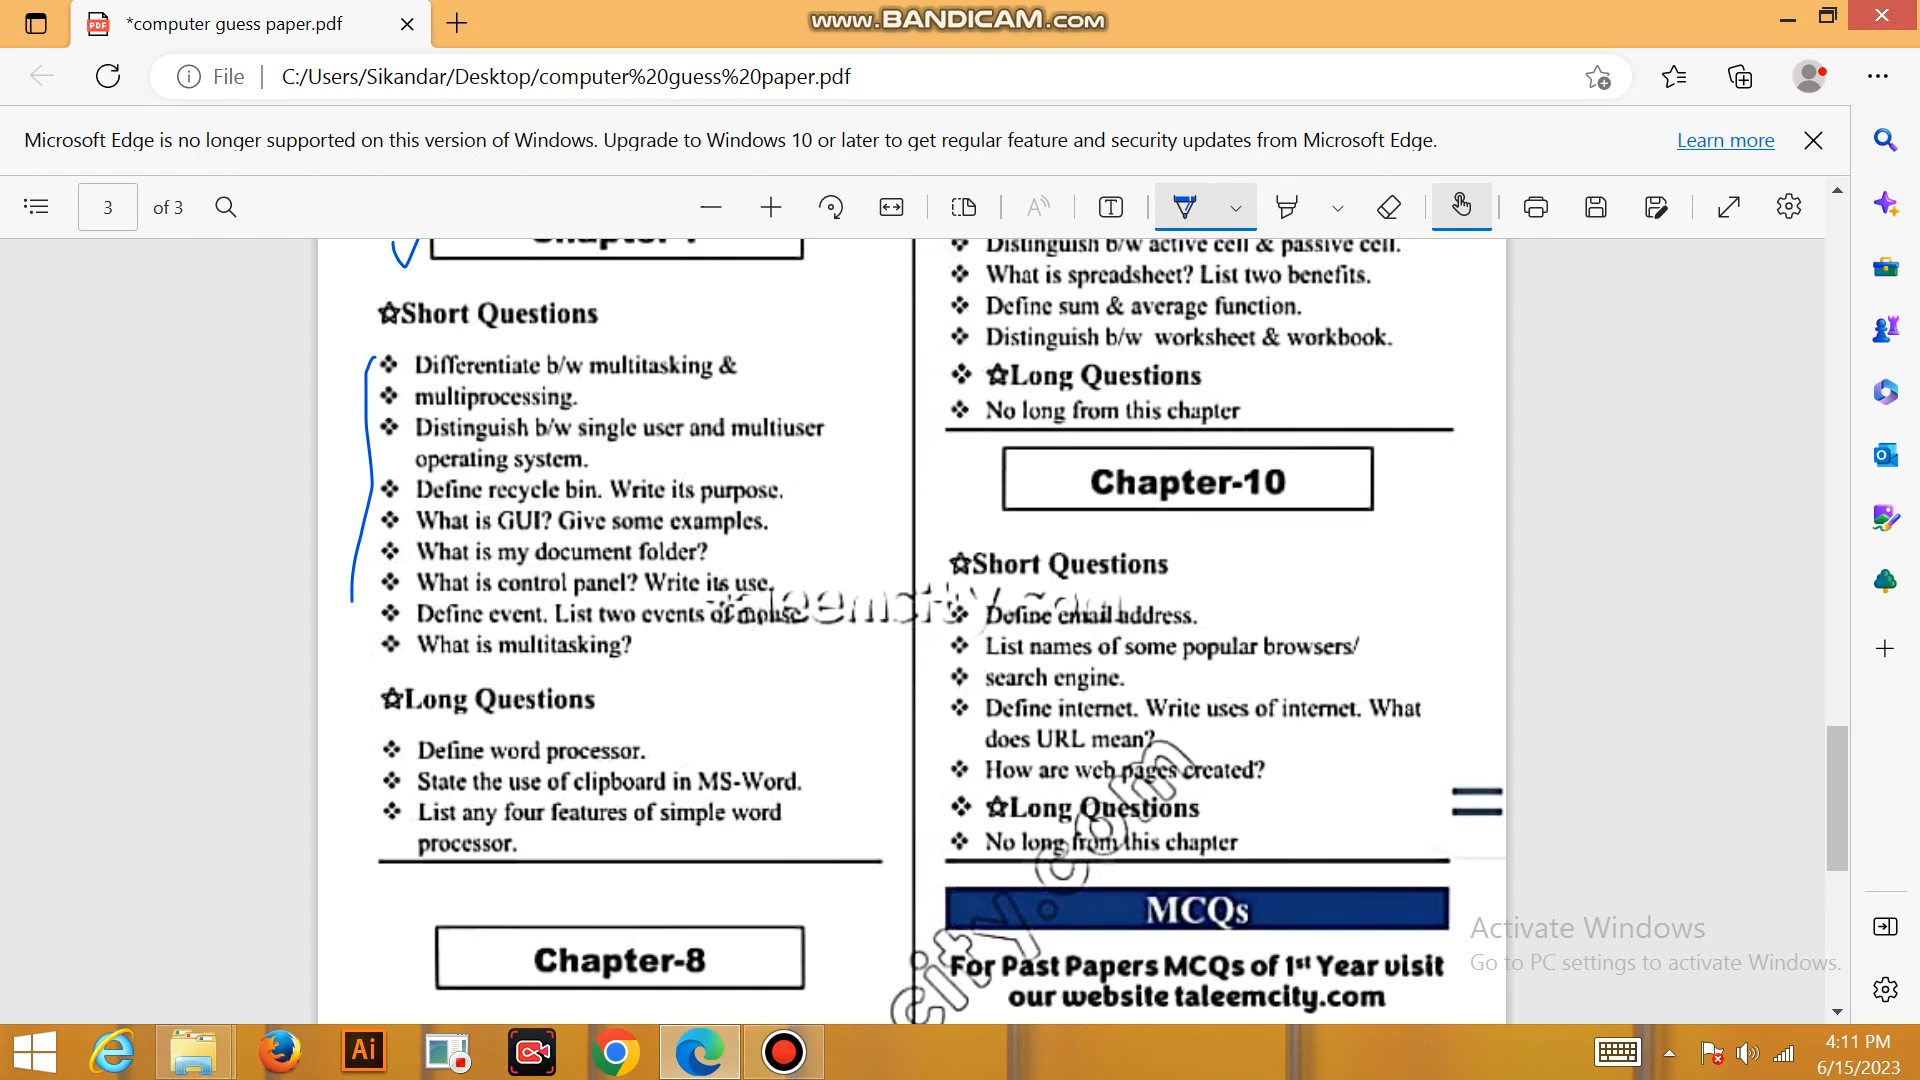 *computer guess paper.pdf
www.BANDICAM.com
File
C:/Users/Sikandar/Desktop/computer%20guess%20paper.pdf
Microsoft Edge is no longer supported on this version of Windows. Upgrade to Windows 10 or later to get regular feature and security updates from Microsoft Edge.
Learn more
3 of 3
☆Short Questions
❖ Differentiate b/w multitasking &
❖ multiprocessing.
❖ Distinguish b/w single user and multiuser
operating system.
❖ Define recycle bin. Write its purpose.
❖ What is GUI? Give some examples.
❖ What is my document folder?
❖ What is control panel? Write its use.
❖ Define event. List two events of mouse
❖ What is multitasking?
☆Long Questions
❖ Define word processor.
❖ State the use of clipboard in MS-Word.
❖ List any four features of simple word
processor.
Chapter-8
❖ Distinguish b/w active cell & passive cell.
❖ What is spreadsheet? List two benefits.
❖ Define sum & average function.
❖ Distinguish b/w worksheet & workbook.
❖ ☆Long Questions
❖ No long from this chapter
Chapter-10
☆Short Questions
❖ Define email address.
❖ List names of some popular browsers/
❖ search engine.
❖ Define internet. Write uses of internet. What
does URL mean?
❖ How are web pages created?
❖ ☆Long Questions
❖ No long from this chapter
MCQs
For Past Papers MCQs of 1st Year visit
our website taleemcity.com
taleemcity.com
city.com
Activate Windows
Go to PC settings to activate Windows.
Ai
4:11 PM
6/15/2023